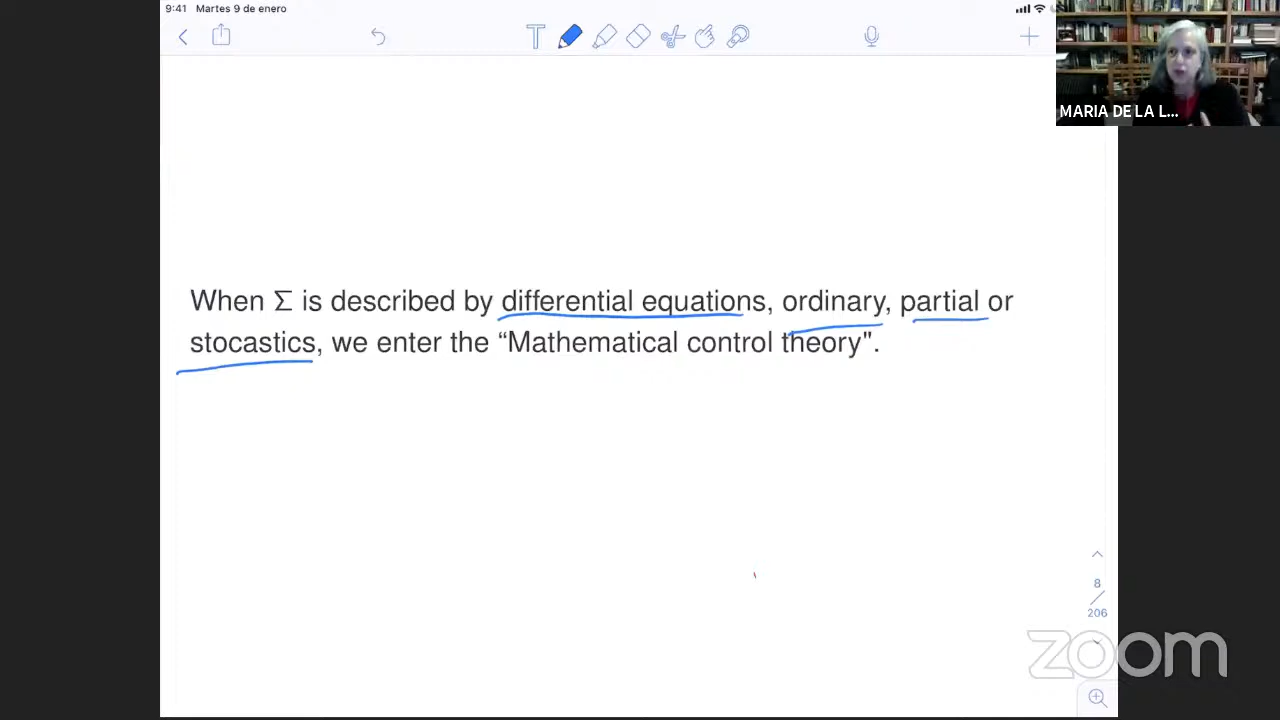 9:41 Martes 9 de enero
MARIA DE LA L...
When Σ is described by differential equations, ordinary, partial or
stocastics, we enter the “Mathematical control theory".
8
206
zoom